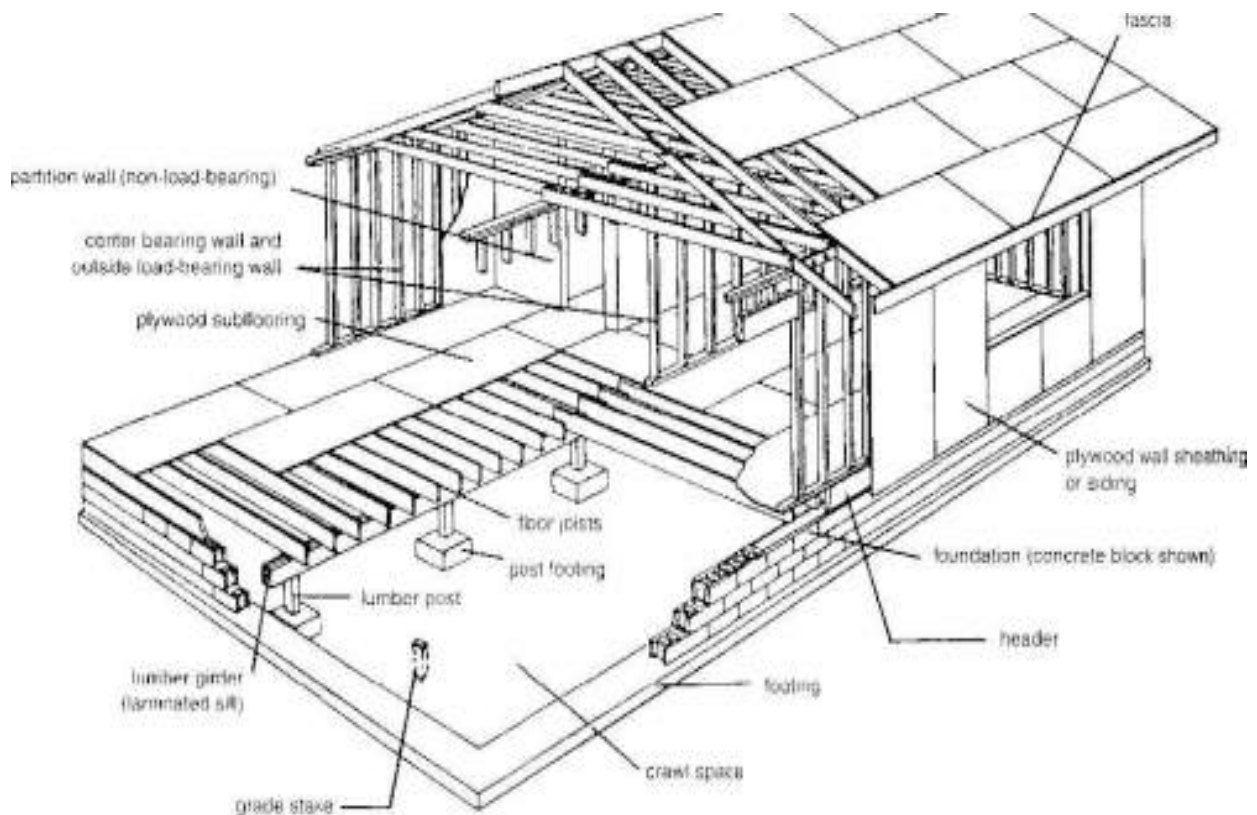 fascia
partition wall (non-load-bearing)
center bearing wall and
outside load-bearing wall
plywood subflooring
plywood wall sheathing
or siding
floor joists
foundation (concrete block shown)
post footing
lumber post
header
lumber girder
(laminated sill)
footing
crawl space
grade stake